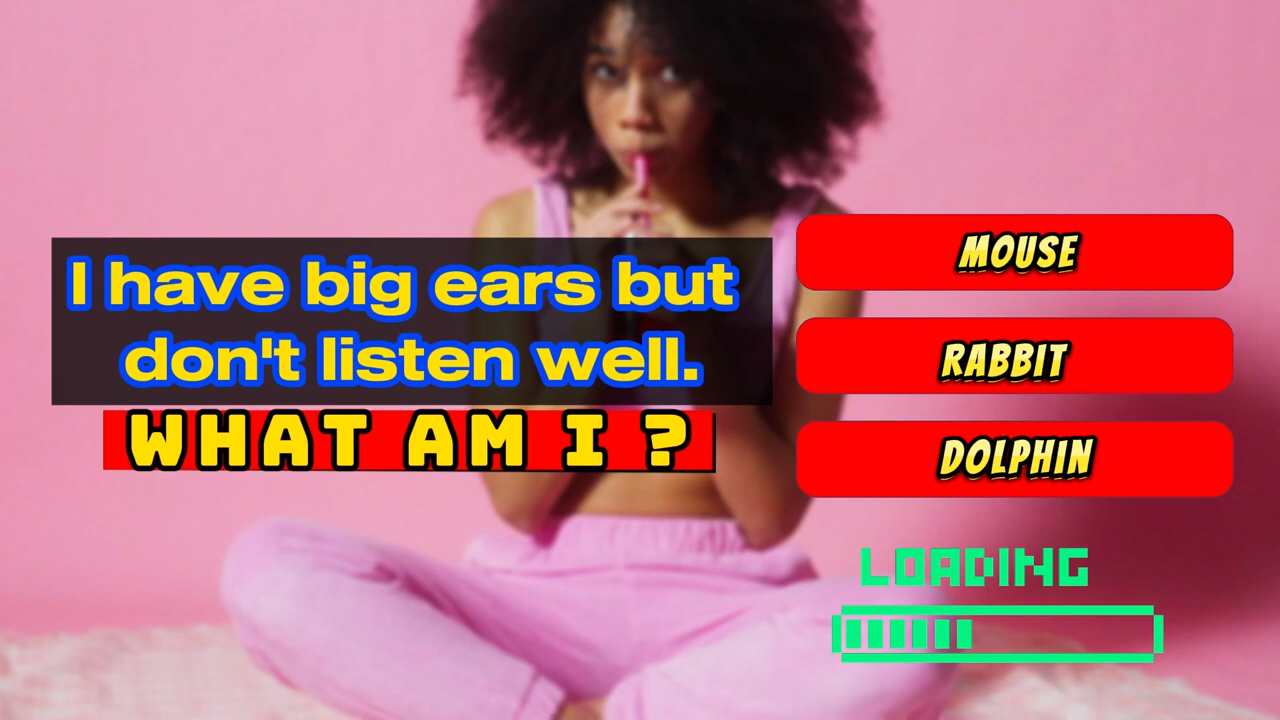 I have big ears but
don't listen well.
WHAT AM I ?
MOUSE
RABBIT
DOLPHIN
LOADING